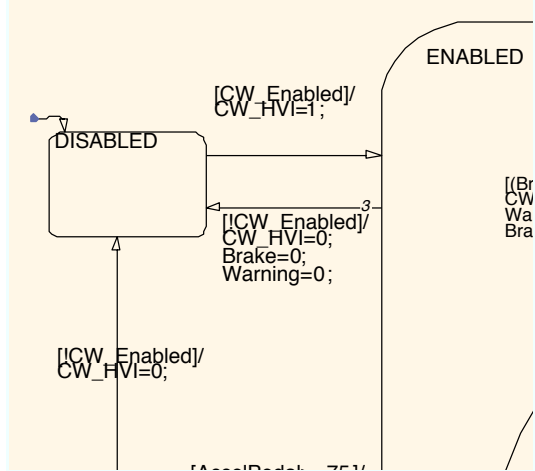 ENABLED
[CW_Enabled]/
CW_HVI=1;
DISABLED
3
[(Br
CW
Wa
Bra
[!CW_Enabled]/
CW_HVI=0;
Brake=0;
Warning=0;
[!CW_Enabled]/
CW_HVI=0;